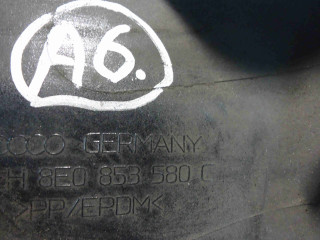 A6.
GERMANY
8E0 853 580 C
>PP/EPDM<